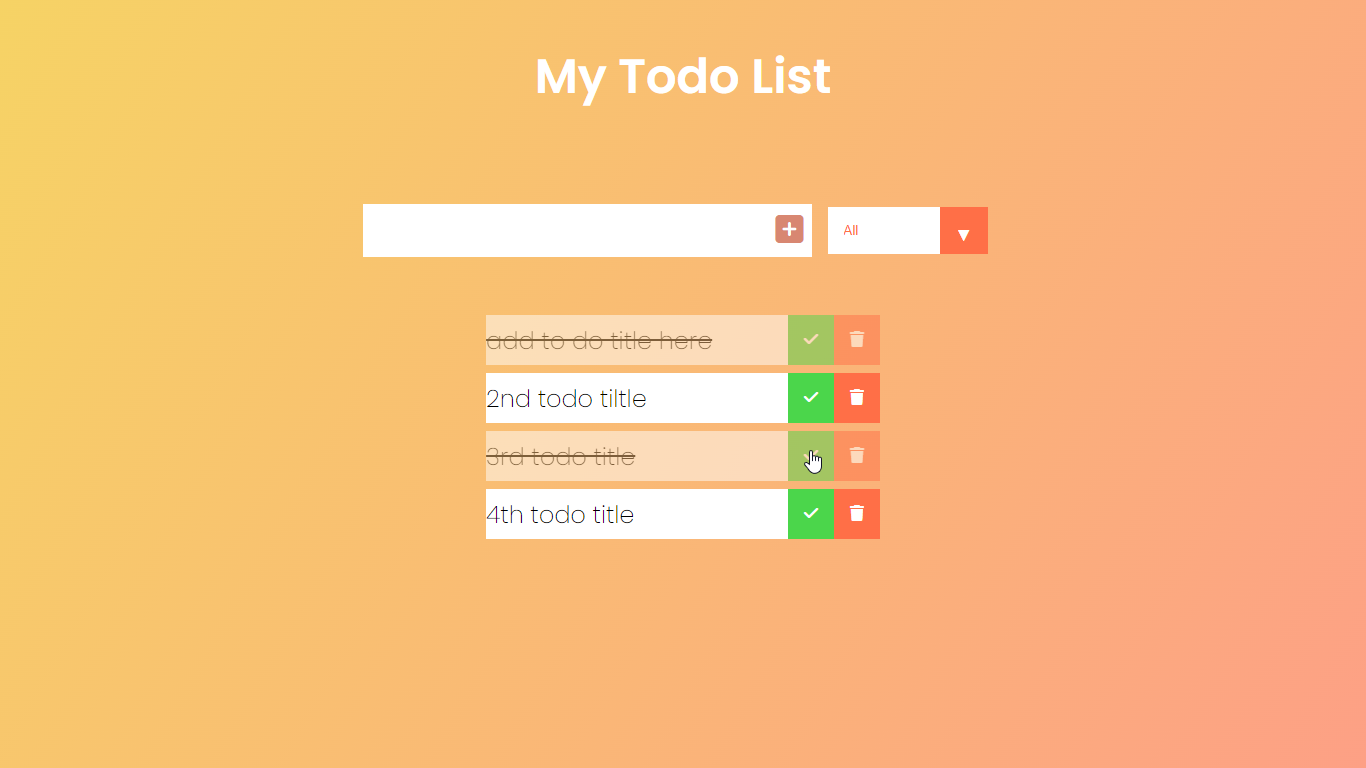 My Todo List
All
add to do title here
2nd todo tiltle
3rd todo title
4th todo title